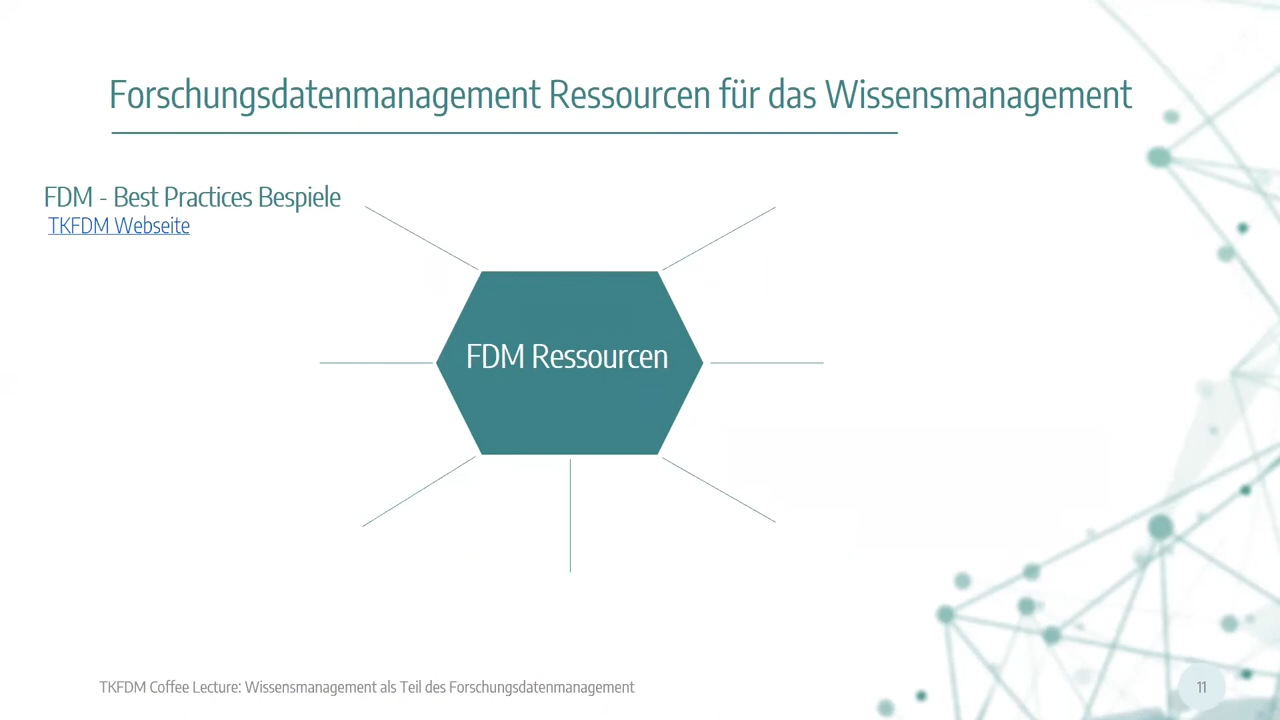 Forschungsdatenmanagement Ressourcen für das Wissensmanagement
FDM - Best Practices Bespiele
TKFDM Webseite
FDM Ressourcen
TKFDM Coffee Lecture: Wissensmanagement als Teil des Forschungsdatenmanagement
11